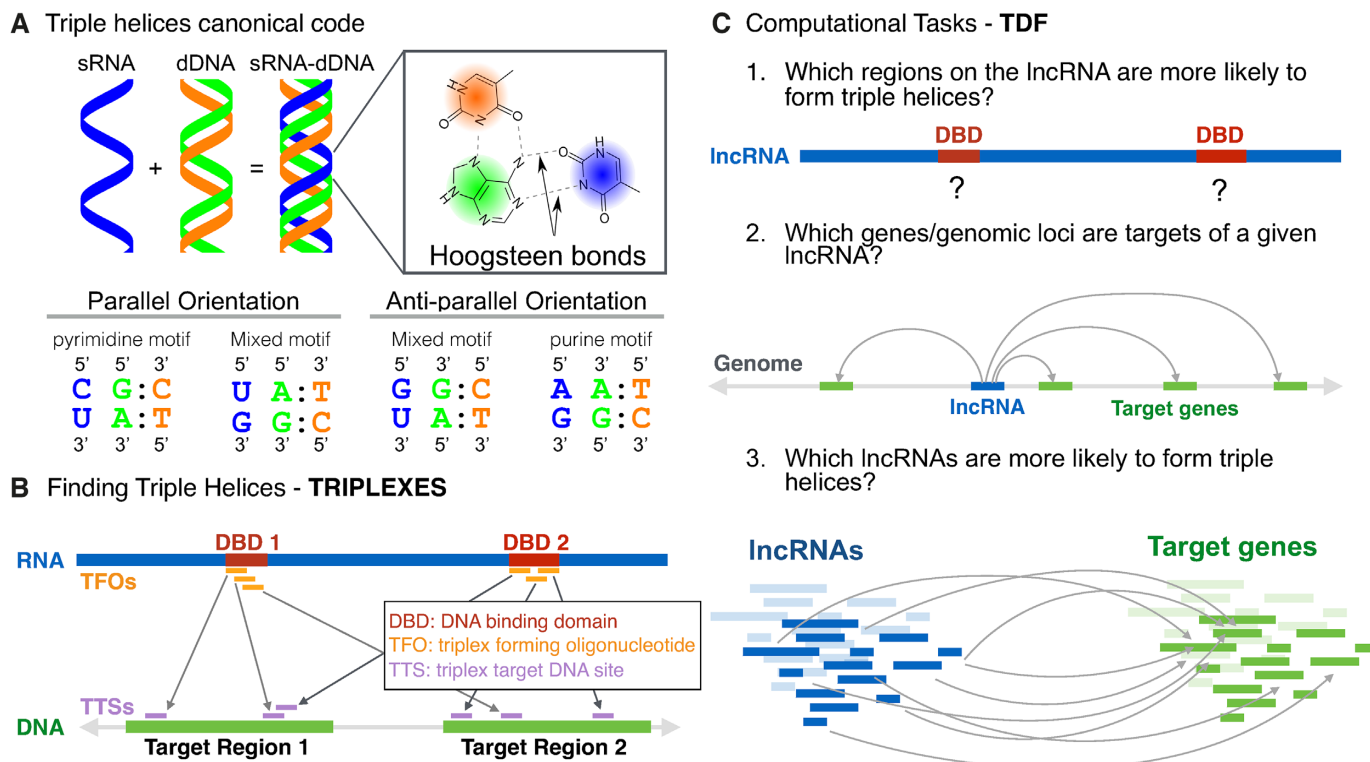 A Triple helices canonical code
sRNA dDNA sRNA-dDNA
+ =
H
N
O
N
O
N
N
N
H
N
N
O
H
N
N
O
Hoogsteen bonds
Parallel Orientation
Anti-parallel Orientation
pyrimidine motif
Mixed motif
Mixed motif
purine motif
5’ 5’ 3’
C G:C
U A:T
3’ 3’ 5’
5’ 5’ 3’
U A:T
G G:C
3’ 3’ 5’
5’ 3’ 5’
G G:C
U A:T
3’ 5’ 3’
5’ 3’ 5’
A A:T
G G:C
3’ 5’ 3’
B Finding Triple Helices - TRIPLEXES
DBD 1
DBD 2
RNA
TFOs
DBD: DNA binding domain
TFO: triplex forming oligonucleotide
TTS: triplex target DNA site
TTSs
DNA
Target Region 1
Target Region 2
C Computational Tasks - TDF
1. Which regions on the lncRNA are more likely to
form triple helices?
DBD
DBD
lncRNA
? ?
2. Which genes/genomic loci are targets of a given
lncRNA?
Genome
lncRNA
Target genes
3. Which lncRNAs are more likely to form triple
helices?
lncRNAs
Target genes